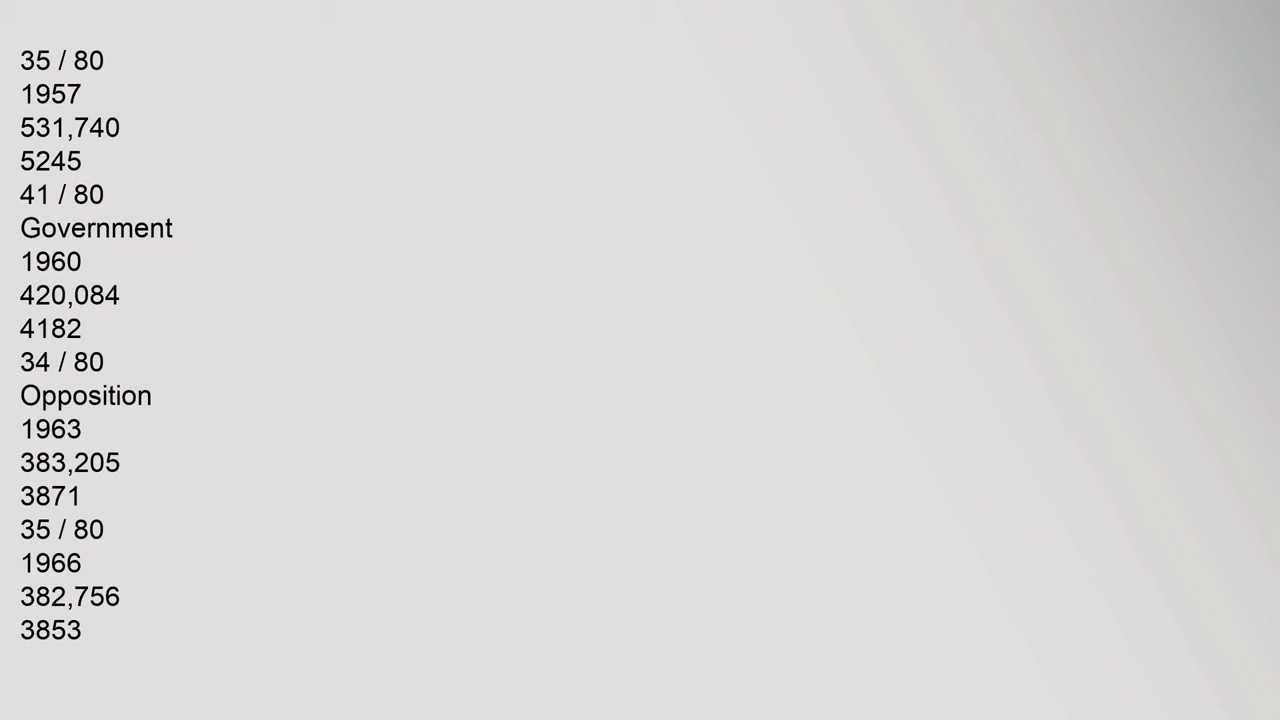 35 / 80
1957
531,740
5245
41 / 80
Government
1960
420,084
4182
34 / 80
Opposition
1963
383,205
3871
35 / 80
1966
382,756
3853